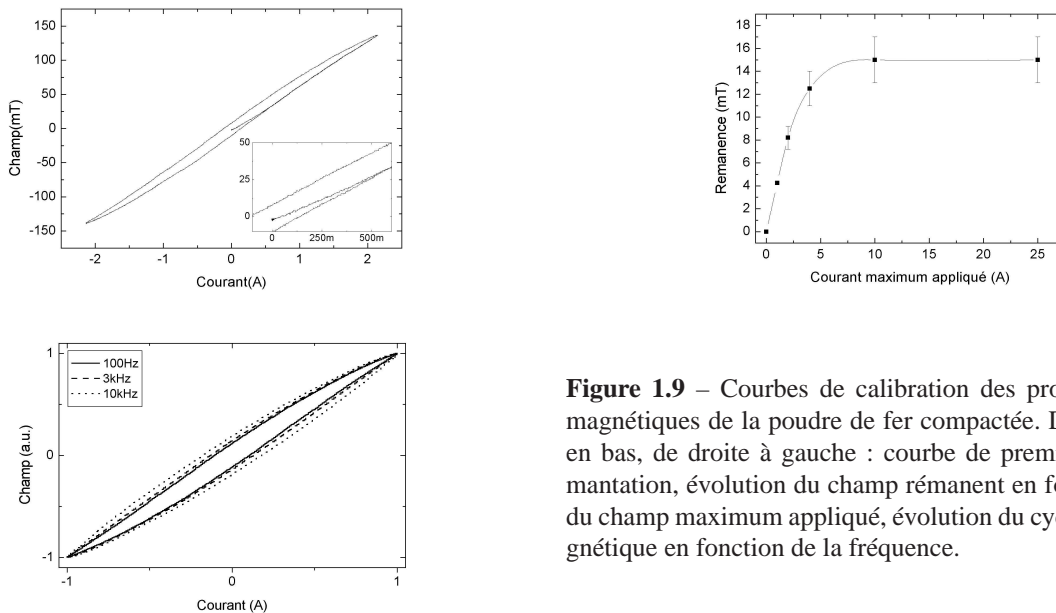 150
100
50
0
-50
-100
-150
Champ(mT)
50
25
0
0 250m 500m
-2 -1 0 1 2
Courant(A)
18
16
14
12
10
8
6
4
2
0
Remanence (mT)
0 5 10 15 20 25
Courant maximum appliqué (A)
1
0
-1
Champ (a.u.)
100Hz
3kHz
10kHz
-1 0 1
Courant (A)
Figure 1.9 – Courbes de calibration des pro
magnétiques de la poudre de fer compactée.
en bas, de droite à gauche : courbe de premi
mantation, évolution du champ rémanent en fo
du champ maximum appliqué, évolution du cy
gnétique en fonction de la fréquence.